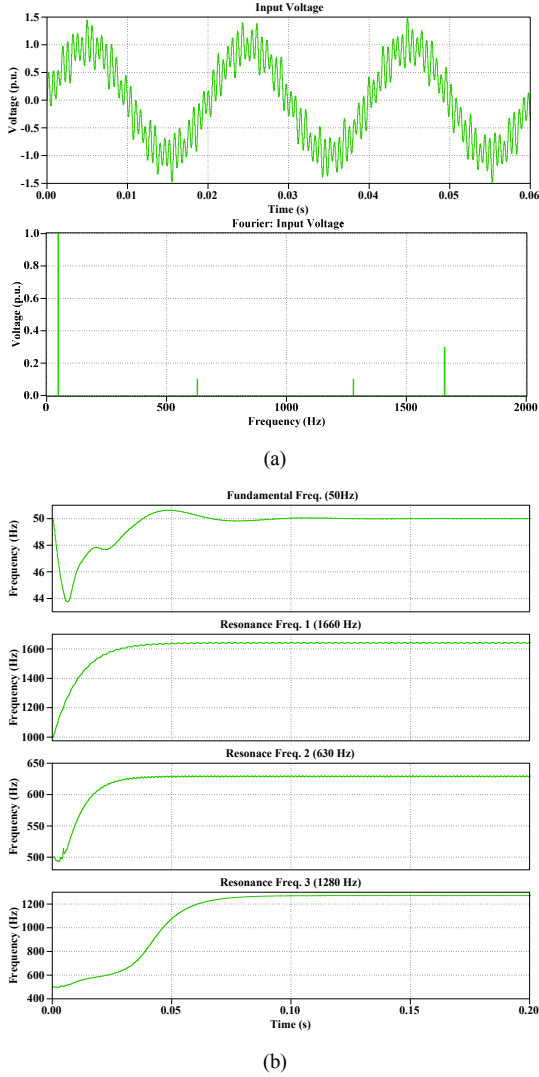 Input Voltage
Voltage (p.u.)
1.5
1.0
0.5
0.0
-0.5
-1.0
-1.5
0.00 0.01 0.02 0.03 0.04 0.05 0.06
Time (s)
Fourier: Input Voltage
Voltage (p.u.)
1.0
0.8
0.6
0.4
0.2
0.0
0 500 1000 1500 2000
Frequency (Hz)
(a)
Fundamental Freq. (50Hz)
Frequency (Hz)
50
48
46
44
Resonance Freq. 1 (1660 Hz)
Frequency (Hz)
1600
1400
1200
1000
Resonace Freq. 2 (630 Hz)
Frequency (Hz)
650
600
550
500
Resonance Freq. 3 (1280 Hz)
Frequency (Hz)
1200
1000
800
600
400
0.00 0.05 0.10 0.15 0.20
Time (s)
(b)